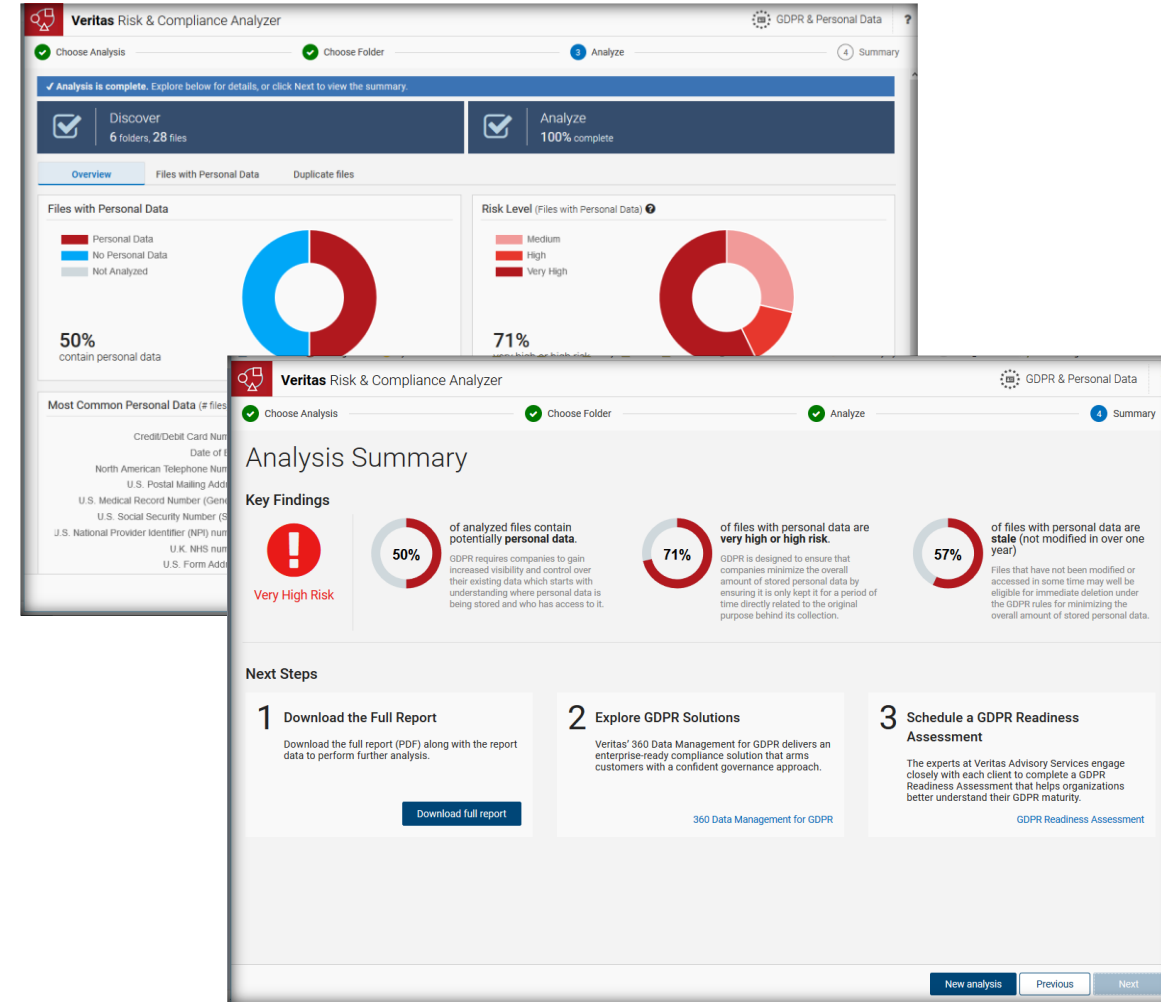 Veritas Risk & Compliance Analyzer
GDPR & Personal Data
?
Choose Analysis
Choose Folder
3 Analyze
4 Summary
✓ Analysis is complete. Explore below for details, or click Next to view the summary.
Discover
6 folders, 28 files
Analyze
100% complete
Overview
Files with Personal Data
Duplicate files
Files with Personal Data
Personal Data
No Personal Data
Not Analyzed
50%
contain personal data
Risk Level (Files with Personal Data) ?
Medium
High
Very High
71%
very high or high risk
Most Common Personal Data (# files
Credit/Debit Card Num
Date of B
North American Telephone Num
U.S. Postal Mailing Addr
U.S. Medical Record Number (Gene
U.S. Social Security Number (S
U.S. National Provider Identifier (NPI) num
U.K. NHS num
U.S. Form Addr
Veritas Risk & Compliance Analyzer
GDPR & Personal Data
Choose Analysis
Choose Folder
Analyze
4 Summary
Analysis Summary
Key Findings
!
Very High Risk
50%
of analyzed files contain
potentially personal data.
GDPR requires companies to gain
increased visibility and control over
their existing data which starts with
understanding where personal data is
being stored and who has access to it.
71%
of files with personal data are
very high or high risk.
GDPR is designed to ensure that
companies minimize the overall
amount of stored personal data by
ensuring it is only kept it for a period of
time directly related to the original
purpose behind its collection.
57%
of files with personal data are
stale (not modified in over one
year)
Files that have not been modified or
accessed in some time may well be
eligible for immediate deletion under
the GDPR rules for minimizing the
overall amount of stored personal data.
Next Steps
1 Download the Full Report
Download the full report (PDF) along with the report
data to perform further analysis.
Download full report
2 Explore GDPR Solutions
Veritas' 360 Data Management for GDPR delivers an
enterprise-ready compliance solution that arms
customers with a confident governance approach.
360 Data Management for GDPR
3 Schedule a GDPR Readiness
Assessment
The experts at Veritas Advisory Services engage
closely with each client to complete a GDPR
Readiness Assessment that helps organizations
better understand their GDPR maturity.
GDPR Readiness Assessment
New analysis
Previous
Next